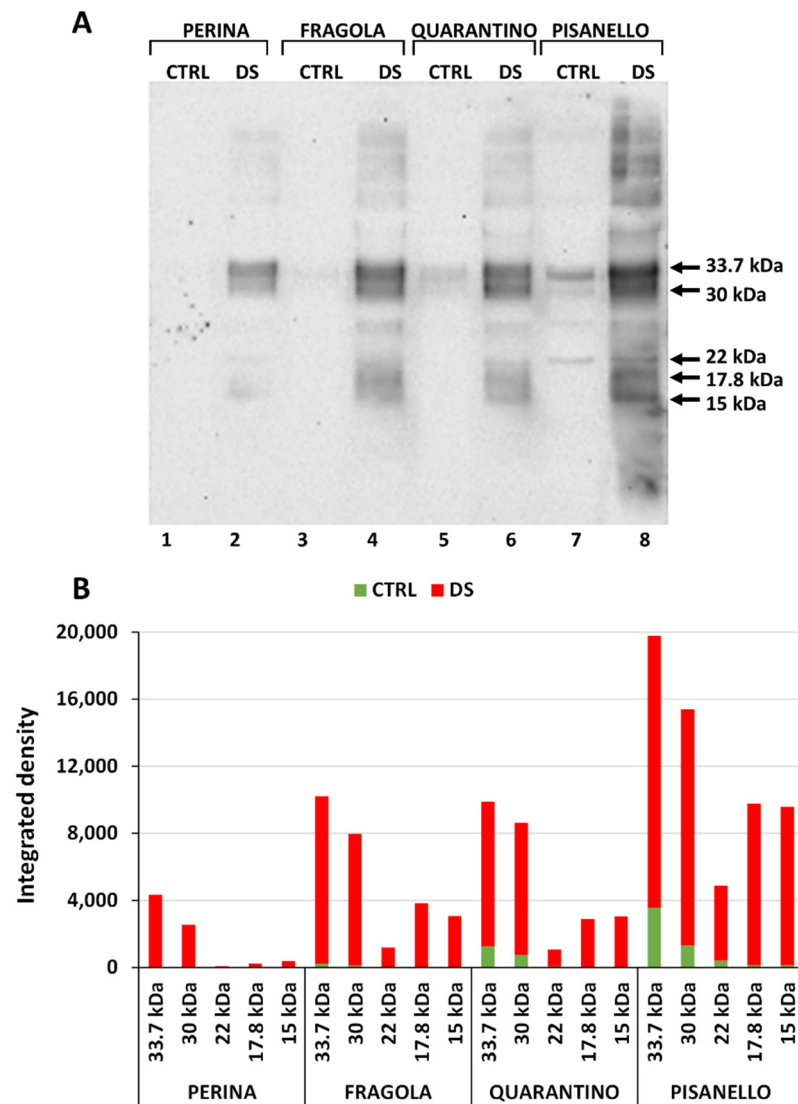 A
PERINA FRAGOLA QUARANTINO PISANELLO
CTRL DS CTRL DS CTRL DS CTRL DS
33.7 kDa
30 kDa
22 kDa
17.8 kDa
15 kDa
1 2 3 4 5 6 7 8
B
CTRL DS
Integrated density
20,000
16,000
12,000
8,000
4,000
0
33.7 kDa 30 kDa 22 kDa 17.8 kDa 15 kDa 33.7 kDa 30 kDa 22 kDa 17.8 kDa 15 kDa 33.7 kDa 30 kDa 22 kDa 17.8 kDa 15 kDa 33.7 kDa 30 kDa 22 kDa 17.8 kDa 15 kDa
PERINA FRAGOLA QUARANTINO PISANELLO